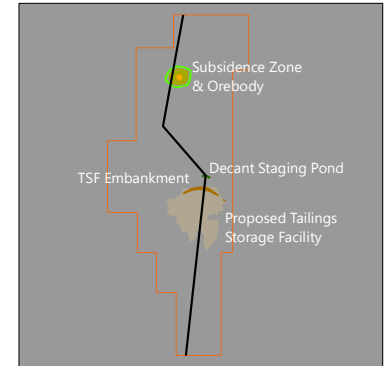 Subsidence Zone
& Orebody
Decant Staging Pond
TSF Embankment
Proposed Tailings
Storage Facility